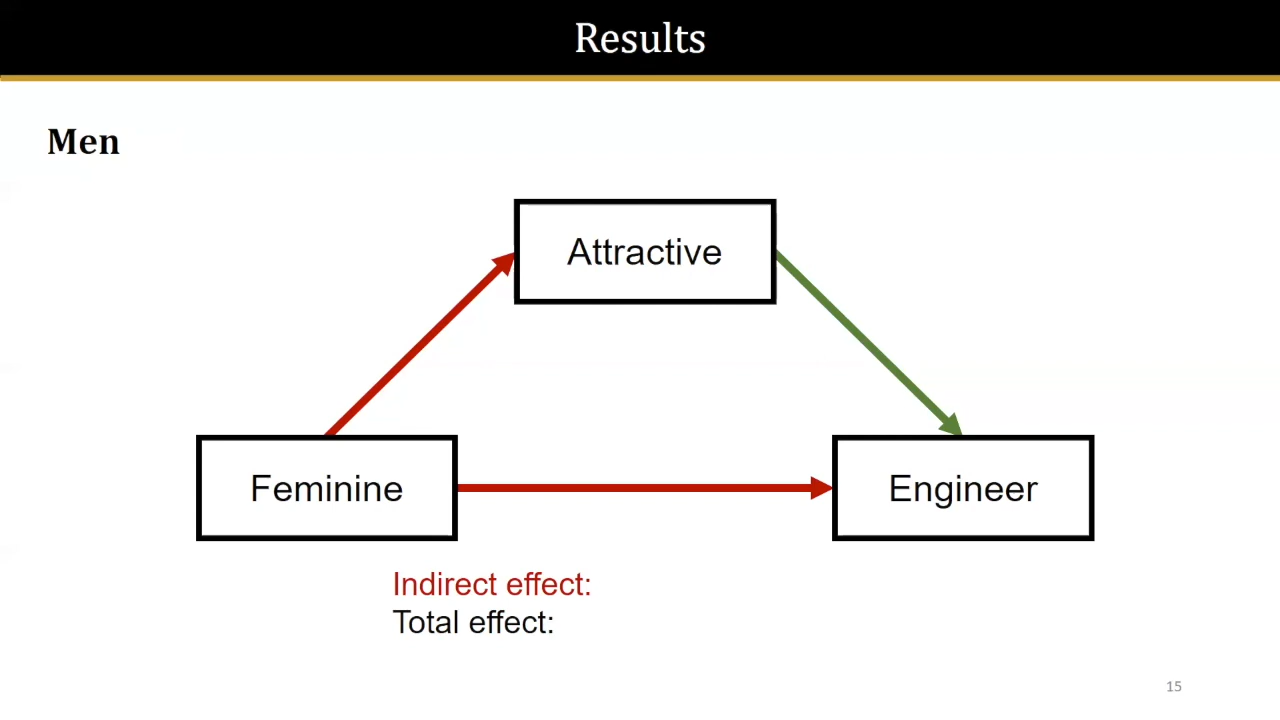 Results
Men
Attractive
Feminine
Engineer
Indirect effect:
Total effect:
15